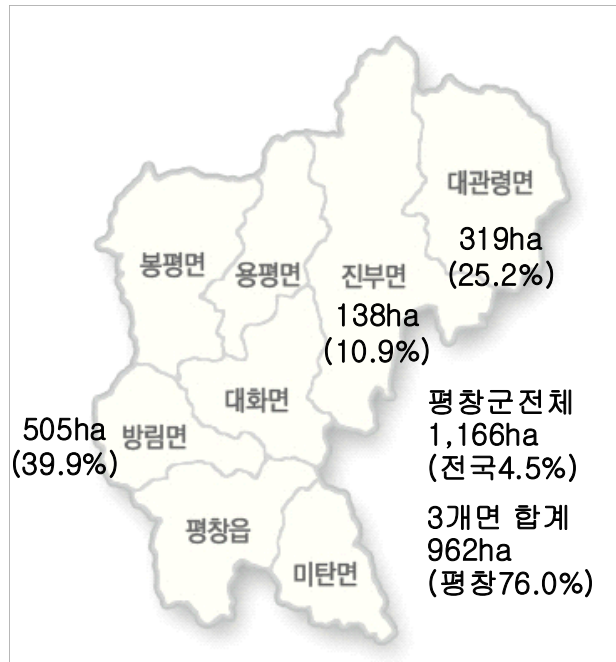 대관령면
319ha
(25.2%)
봉평면
용평면
진부면
138ha
(10.9%)
대화면
505ha
(39.9%)
방림면
평창읍
미탄면
평창군전체
1,166ha
(전국4.5%)
3개면 합계
962ha
(평창76.0%)